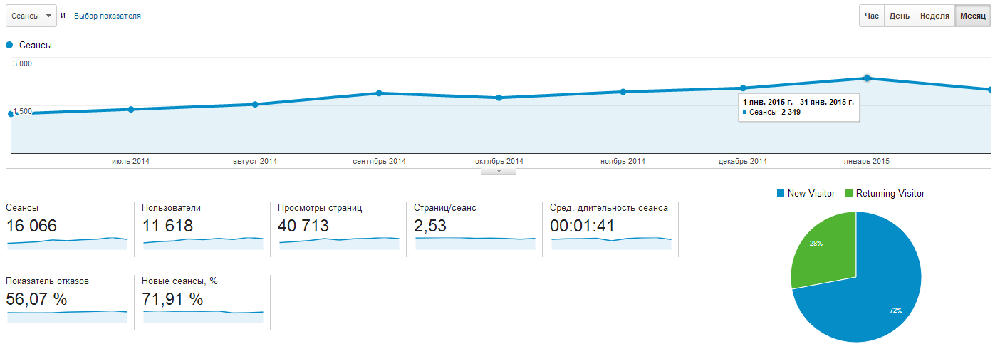 Сеансы и Выбор показателя
Час День Неделя Месяц
Сеансы
3 000
1 500
1 янв. 2015 г. - 31 янв. 2015 г.
Сеансы: 2 349
июль 2014 август 2014 сентябрь 2014 октябрь 2014 ноябрь 2014 декабрь 2014 январь 2015
New Visitor Returning Visitor
Сеансы
16 066
Пользователи
11 618
Просмотры страниц
40 713
Страниц/сеанс
2,53
Сред. длительность сеанса
00:01:41
Показатель отказов
56,07 %
Новые сеансы, %
71,91 %
28%
72%